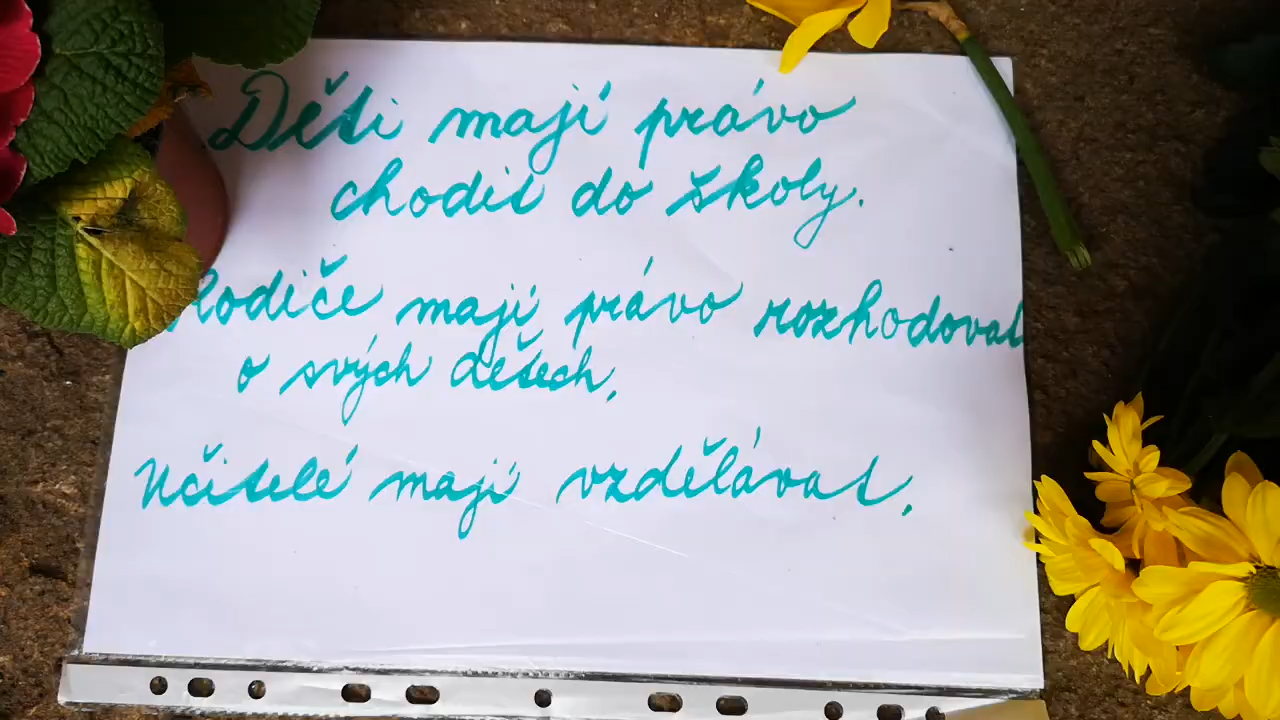 Děti mají právo
chodit do školy.
Rodiče mají právo rozhodovat
o svých dětech,
Učitelé mají vzdělávat,